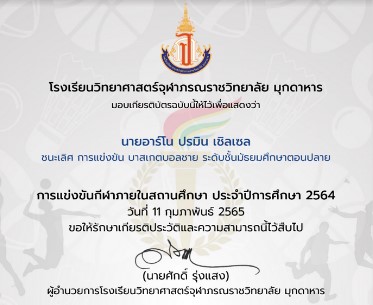 โรงเรียนวิทยาศาสตร์จุฬาภรณราชวิทยาลัย มุกดาหาร
มอบเกียรติบัตรฉบับนี้ให้ไว้เพื่อแสดงว่า
นายอาร์โน ปรมิน เชิลเซล
ชนะเลิศ การแข่งขัน บาสเกตบอลชาย ระดับชั้นมัธยมศึกษาตอนปลาย
การแข่งขันกีฬาภายในสถานศึกษา ประจำปีการศึกษา 2564
วันที่ 11 กุมภาพันธ์ 2565
ขอให้รักษาเกียรติประวัติและความสามารถนี้ไว้สืบไป
(นายศักดิ์ รุ่งแสง)
ผู้อำนวยการโรงเรียนวิทยาศาสตร์จุฬาภรณราชวิทยาลัย มุกดาหาร